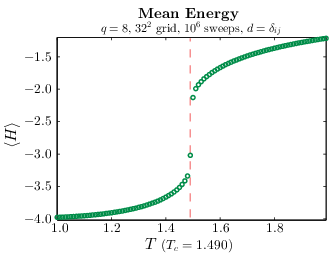 Mean Energy
q = 8, 32² grid, 10⁶ sweeps, d = δᵢⱼ
⟨H⟩
−1.5
−2.0
−2.5
−3.0
−3.5
−4.0
1.0 1.2 1.4 1.6 1.8
T (T_c = 1.490)